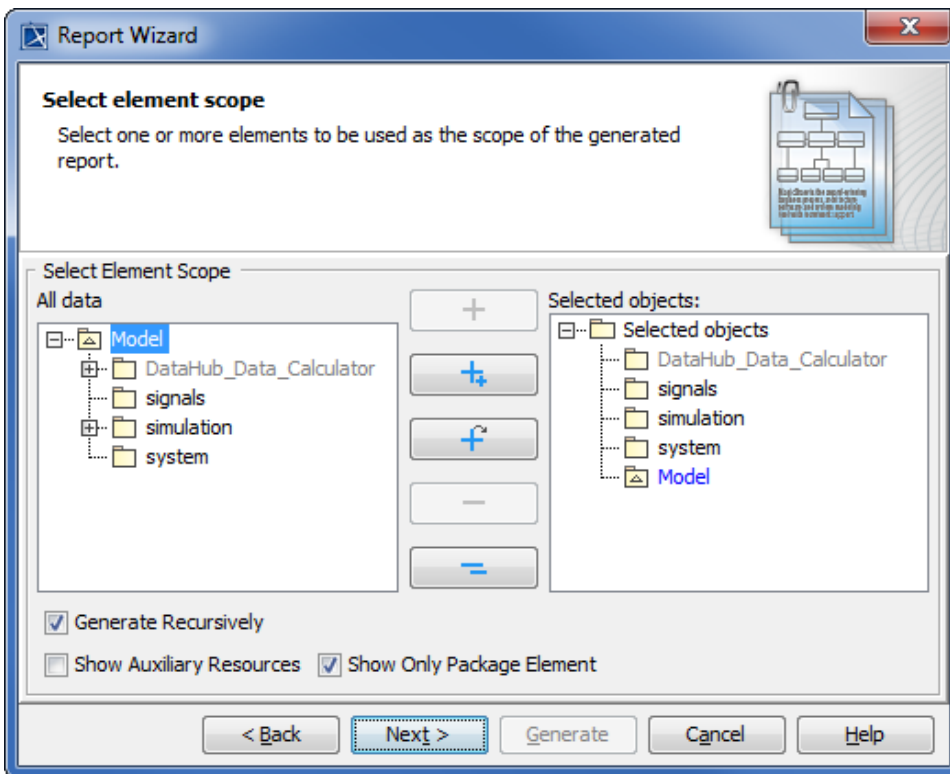 Report Wizard
Select element scope
Select one or more elements to be used as the scope of the generated
report.
Select Element Scope
All data
Model
DataHub_Data_Calculator
signals
simulation
system
Selected objects:
Selected objects
DataHub_Data_Calculator
signals
simulation
system
Model
Generate Recursively
Show Auxiliary Resources
Show Only Package Element
< Back
Next >
Generate
Cancel
Help